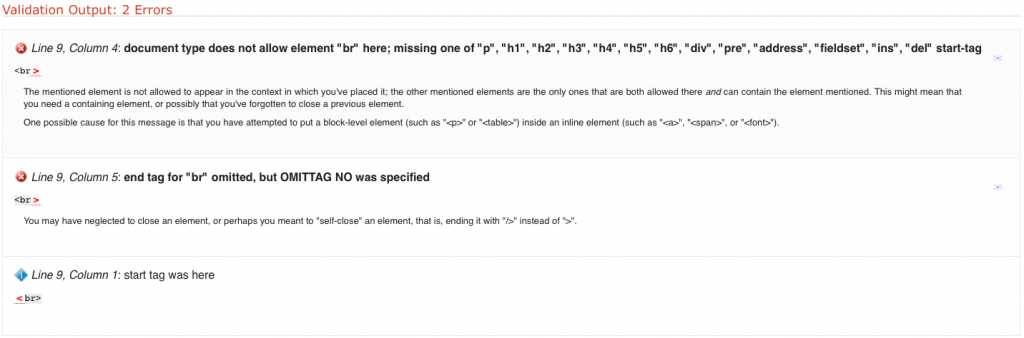 Validation Output: 2 Errors
Line 9, Column 4: document type does not allow element "br" here; missing one of "p", "h1", "h2", "h3", "h4", "h5", "h6", "div", "pre", "address", "fieldset", "ins", "del" start-tag
<br>
The mentioned element is not allowed to appear in the context in which you've placed it; the other mentioned elements are the only ones that are both allowed there and can contain the element mentioned. This might mean that
you need a containing element, or possibly that you've forgotten to close a previous element.
One possible cause for this message is that you have attempted to put a block-level element (such as "<p>" or "<table>") inside an inline element (such as "<a>", "<span>", or "<font>").
Line 9, Column 5: end tag for "br" omitted, but OMITTAG NO was specified
<br>
You may have neglected to close an element, or perhaps you meant to "self-close" an element, that is, ending it with "/>" instead of ">".
Line 9, Column 1: start tag was here
<br>